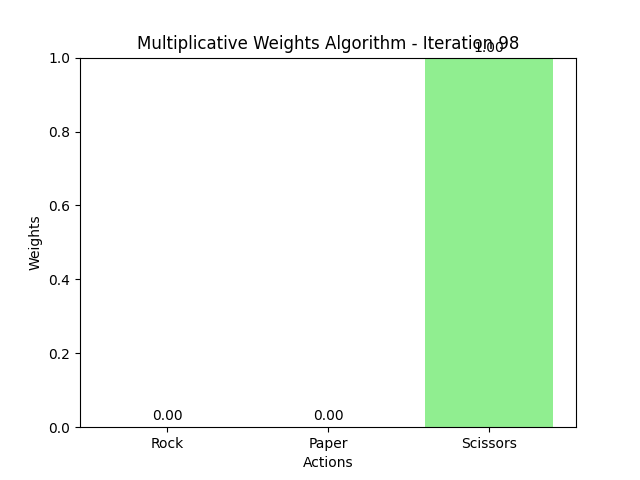 Multiplicative Weights Algorithm - Iteration 98
1.00
1.0
0.8
0.6
0.4
0.2
0.0
Weights
0.00
0.00
Rock
Paper
Scissors
Actions